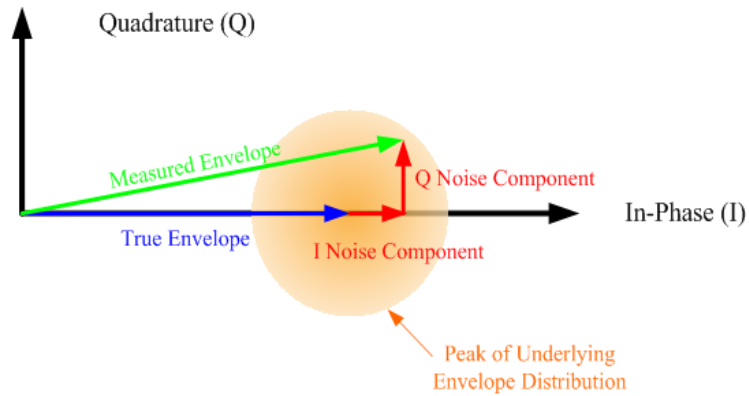 Quadrature (Q)
Measured Envelope
Q Noise Component
In-Phase (I)
True Envelope
I Noise Component
Peak of Underlying
Envelope Distribution